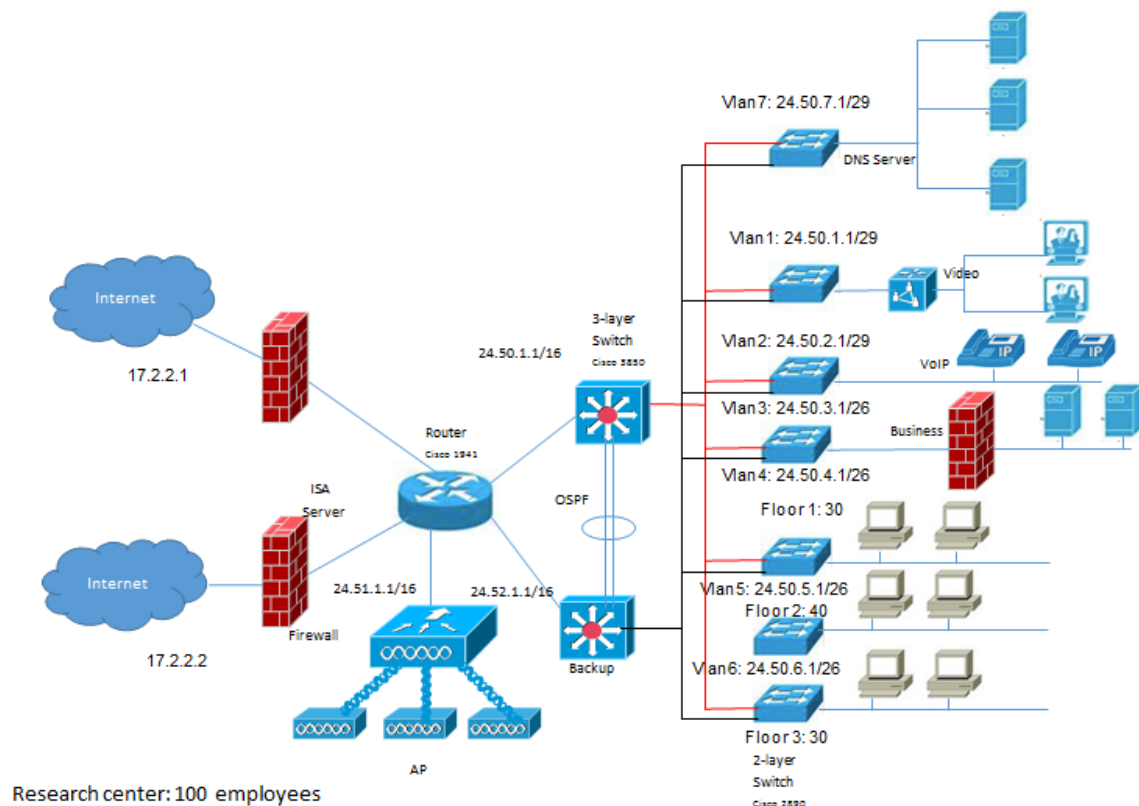 Vlan7: 24.50.7.1/29
DNS Server
Vlan1: 24.50.1.1/29
Video
Internet
17.2.2.1
3-layer
Switch
Cisco 3850
24.50.1.1/16
Vlan2: 24.50.2.1/29
VoIP
IP
IP
Vlan3: 24.50.3.1/26
Business
Router
Cisco 1941
Vlan4: 24.50.4.1/26
ISA
Server
OSPF
Floor 1: 30
Internet
24.51.1.1/16
24.52.1.1/16
Vlan5: 24.50.5.1/26
Floor 2: 40
Firewall
17.2.2.2
Backup
Vlan6: 24.50.6.1/26
Floor 3: 30
AP
2-layer
Switch
Cisco
Research center: 100 employees